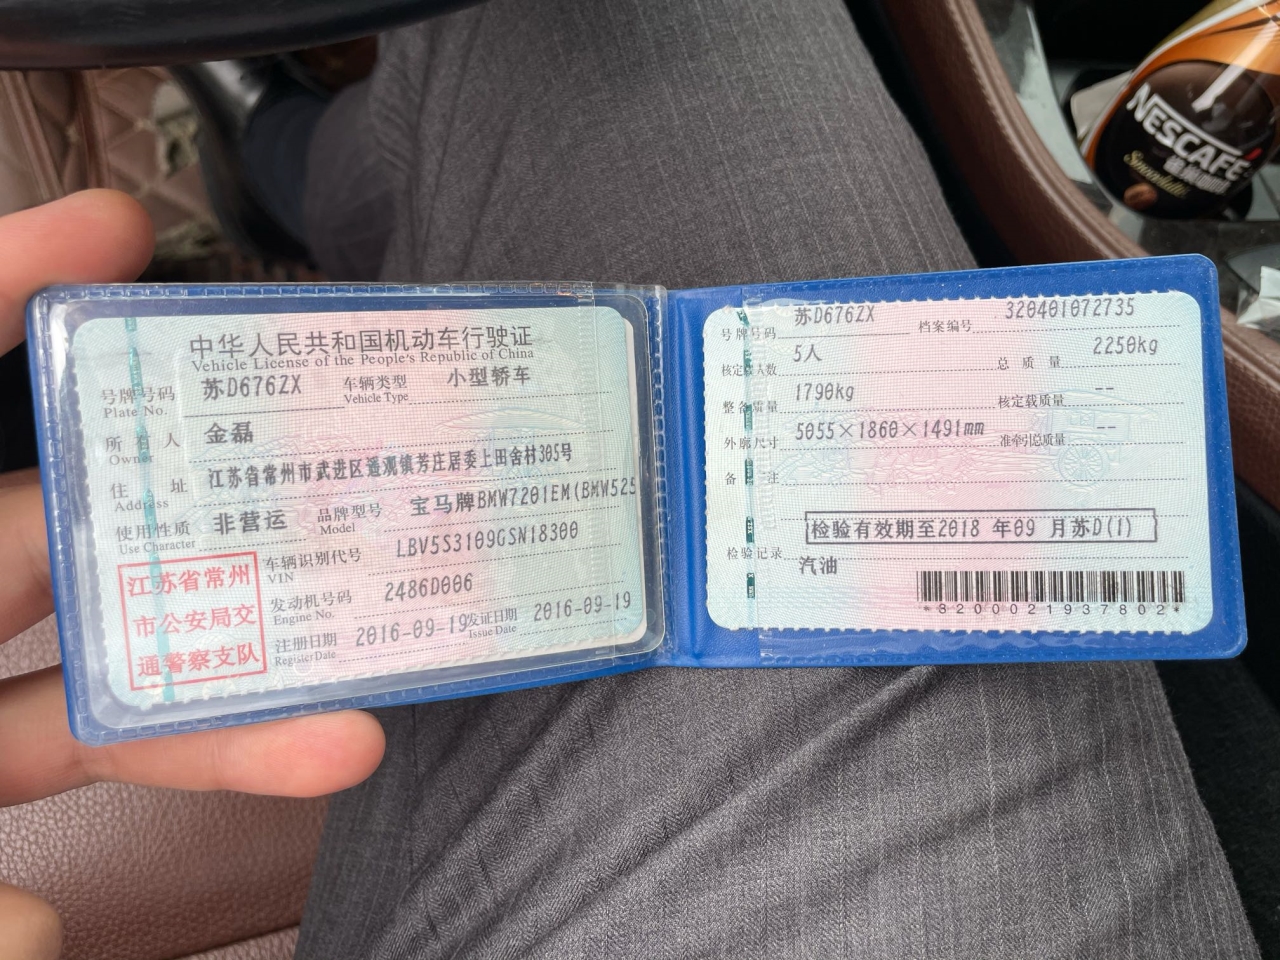 中华人民共和国机动车行驶证
Vehicle License of the People's Republic of China
号牌号码 苏D676ZX 车辆类型 小型轿车
Plate No. Vehicle Type
所有人 金磊
Owner
住址 江苏省常州市武进区遥观镇芳庄居委上田舍村305号
Address
使用性质 非营运 品牌型号 宝马牌BMW7201EM(BMW525
Use Character Model
江苏省常州
市公安局交
通警察支队
车辆识别代号 LBV5S3109GSN18300
VIN
发动机号码 2486D006
Engine No.
注册日期 2016-09-19 发证日期 2016-09-19
Register Date Issue Date
号牌号码 苏D676ZX 档案编号 320401072735
核定载人数 5人 总质量 2250kg
整备质量 1790kg 核定载质量 --
外廓尺寸 5055×1860×1491mm 准牵引总质量 --
备注
检验有效期至2018 年09 月苏D(1)
检验记录 汽油
*8200021937802*
NESCAFÉ
雀巢咖啡